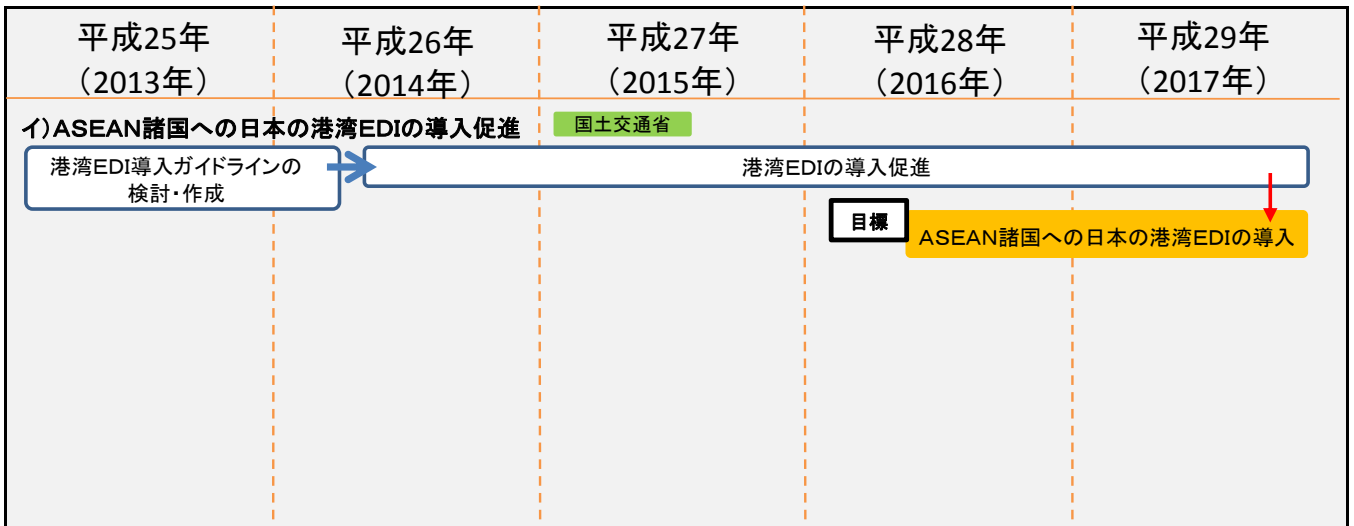 平成25年
(2013年)
平成26年
(2014年)
平成27年
(2015年)
平成28年
(2016年)
平成29年
(2017年)
イ)ASEAN諸国への日本の港湾EDIの導入促進
国土交通省
港湾EDI導入ガイドラインの
検討・作成
港湾EDIの導入促進
目標
ASEAN諸国への日本の港湾EDIの導入